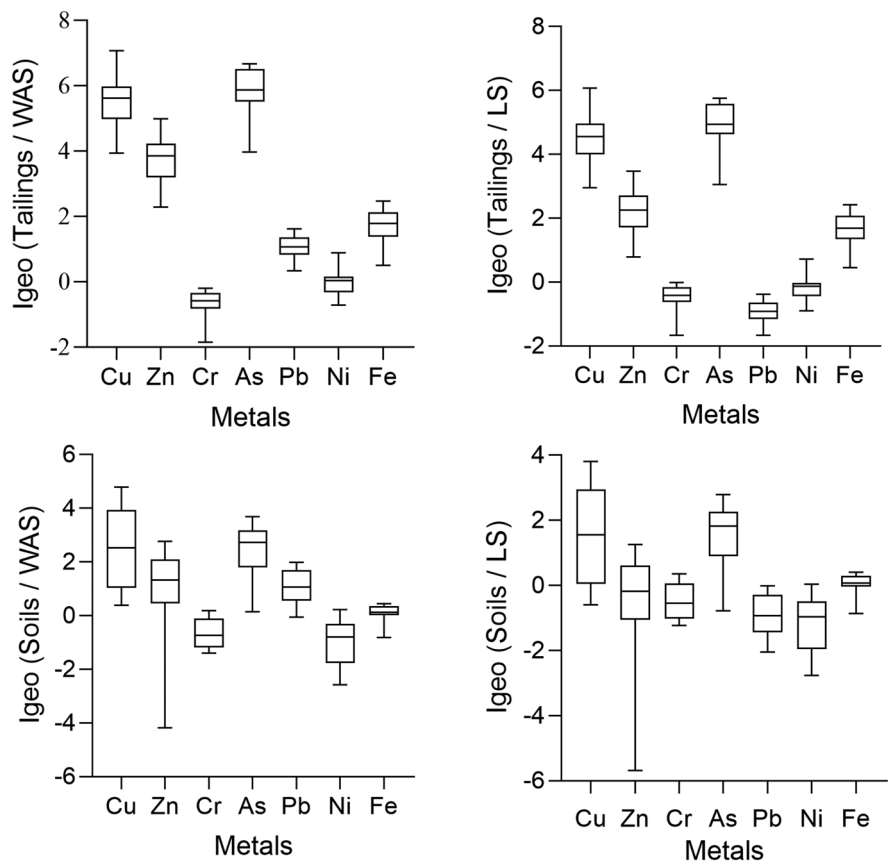 Igeo (Tailings / WAS)
8
6
4
2
0
-2
Cu Zn Cr As Pb Ni Fe
Metals
Igeo (Tailings / LS)
8
6
4
2
0
-2
Cu Zn Cr As Pb Ni Fe
Metals
Igeo (Soils / WAS)
6
4
2
0
-2
-4
-6
Cu Zn Cr As Pb Ni Fe
Metals
Igeo (Soils / LS)
4
2
0
-2
-4
-6
Cu Zn Cr As Pb Ni Fe
Metals